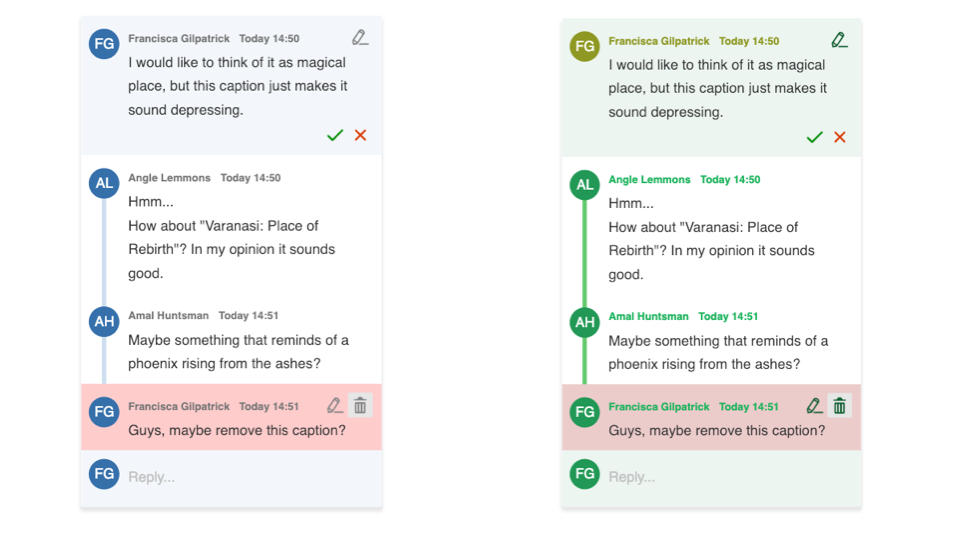 FG Francisca Gilpatrick Today 14:50
I would like to think of it as magical
place, but this caption just makes it
sound depressing.
AL Angle Lemmons Today 14:50
Hmm...
How about "Varanasi: Place of
Rebirth"? In my opinion it sounds
good.
AH Amal Huntsman Today 14:51
Maybe something that reminds of a
phoenix rising from the ashes?
FG Francisca Gilpatrick Today 14:51
Guys, maybe remove this caption?
FG Reply...
FG Francisca Gilpatrick Today 14:50
I would like to think of it as magical
place, but this caption just makes it
sound depressing.
AL Angle Lemmons Today 14:50
Hmm...
How about "Varanasi: Place of
Rebirth"? In my opinion it sounds
good.
AH Amal Huntsman Today 14:51
Maybe something that reminds of a
phoenix rising from the ashes?
FG Francisca Gilpatrick Today 14:51
Guys, maybe remove this caption?
FG Reply...